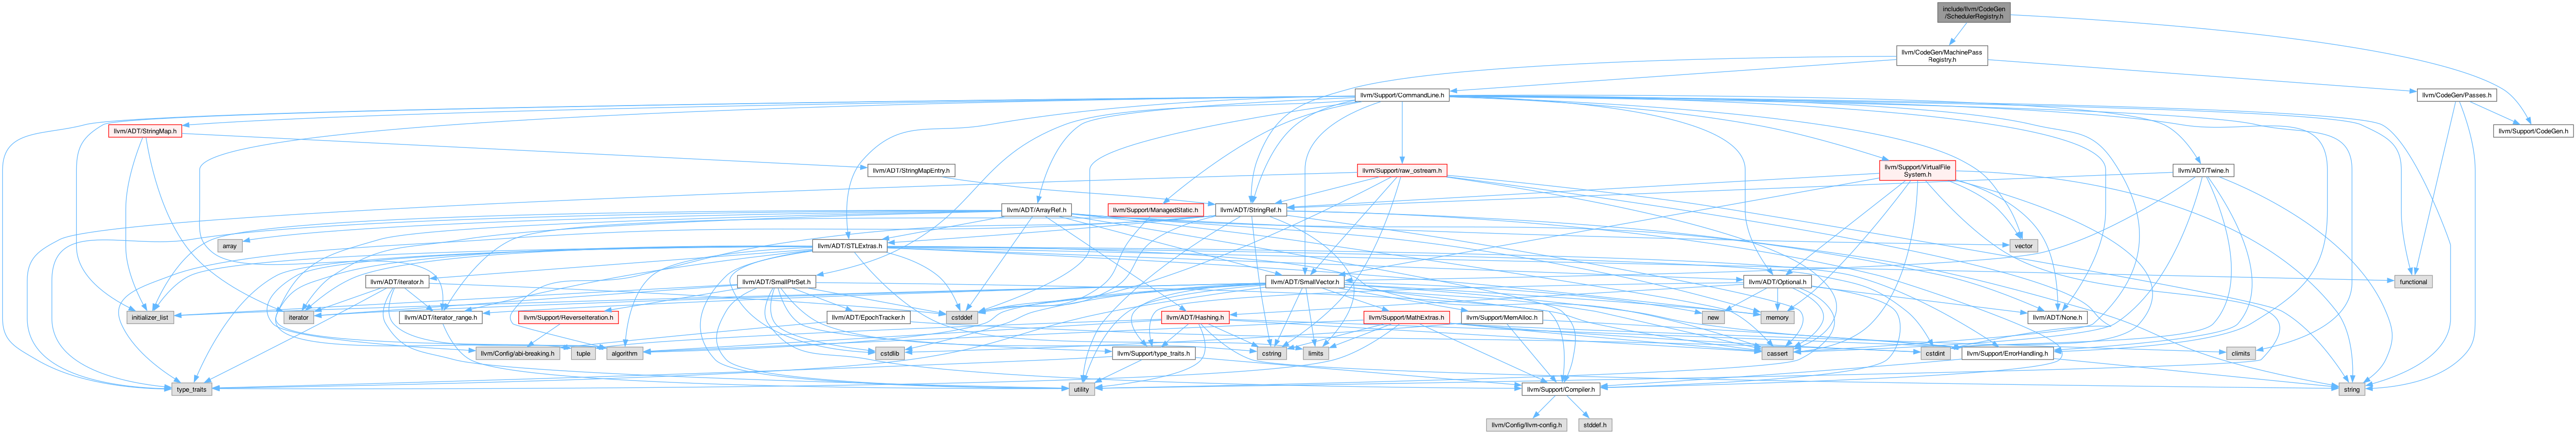 include/llvm/CodeGen
/SchedulerRegistry.h
llvm/CodeGen/MachinePass
Registry.h
llvm/Support/CommandLine.h
llvm/CodeGen/Passes.h
llvm/ADT/StringMap.h
llvm/Support/CodeGen.h
llvm/ADT/StringMapEntry.h
llvm/Support/raw_ostream.h
llvm/Support/VirtualFile
System.h
llvm/ADT/Twine.h
llvm/ADT/ArrayRef.h
llvm/Support/ManagedStatic.h
llvm/ADT/StringRef.h
array
llvm/ADT/STLExtras.h
vector
llvm/ADT/iterator.h
llvm/ADT/SmallPtrSet.h
llvm/ADT/SmallVector.h
llvm/ADT/Optional.h
functional
initializer_list
iterator
llvm/ADT/iterator_range.h
llvm/Support/ReverseIteration.h
llvm/ADT/EpochTracker.h
cstddef
llvm/ADT/Hashing.h
llvm/Support/MathExtras.h
llvm/Support/MemAlloc.h
new
memory
llvm/ADT/None.h
llvm/Config/abi-breaking.h
tuple
algorithm
llvm/Support/type_traits.h
cstdlib
cstring
limits
cassert
cstdint
llvm/Support/ErrorHandling.h
climits
type_traits
utility
llvm/Support/Compiler.h
string
llvm/Config/llvm-config.h
stddef.h